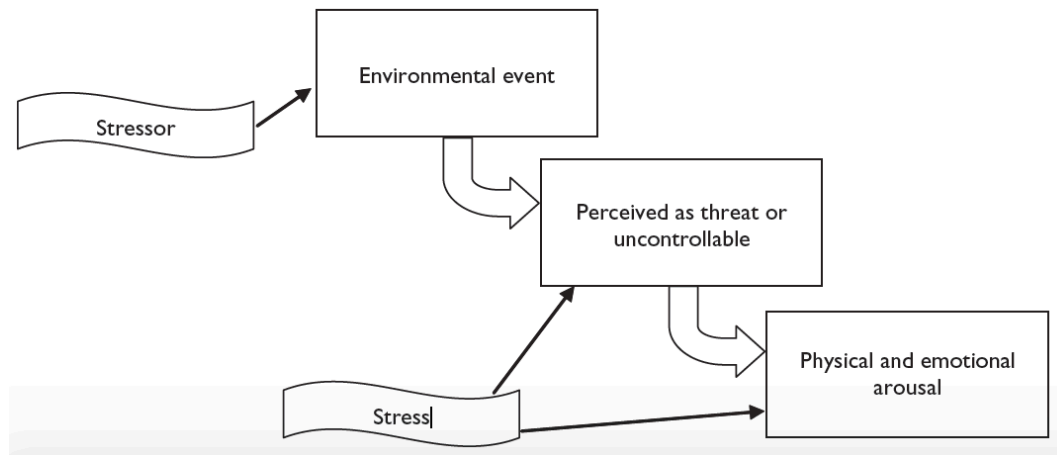 Environmental event
Stressor
Perceived as threat or
uncontrollable
Physical and emotional
arousal
Stress